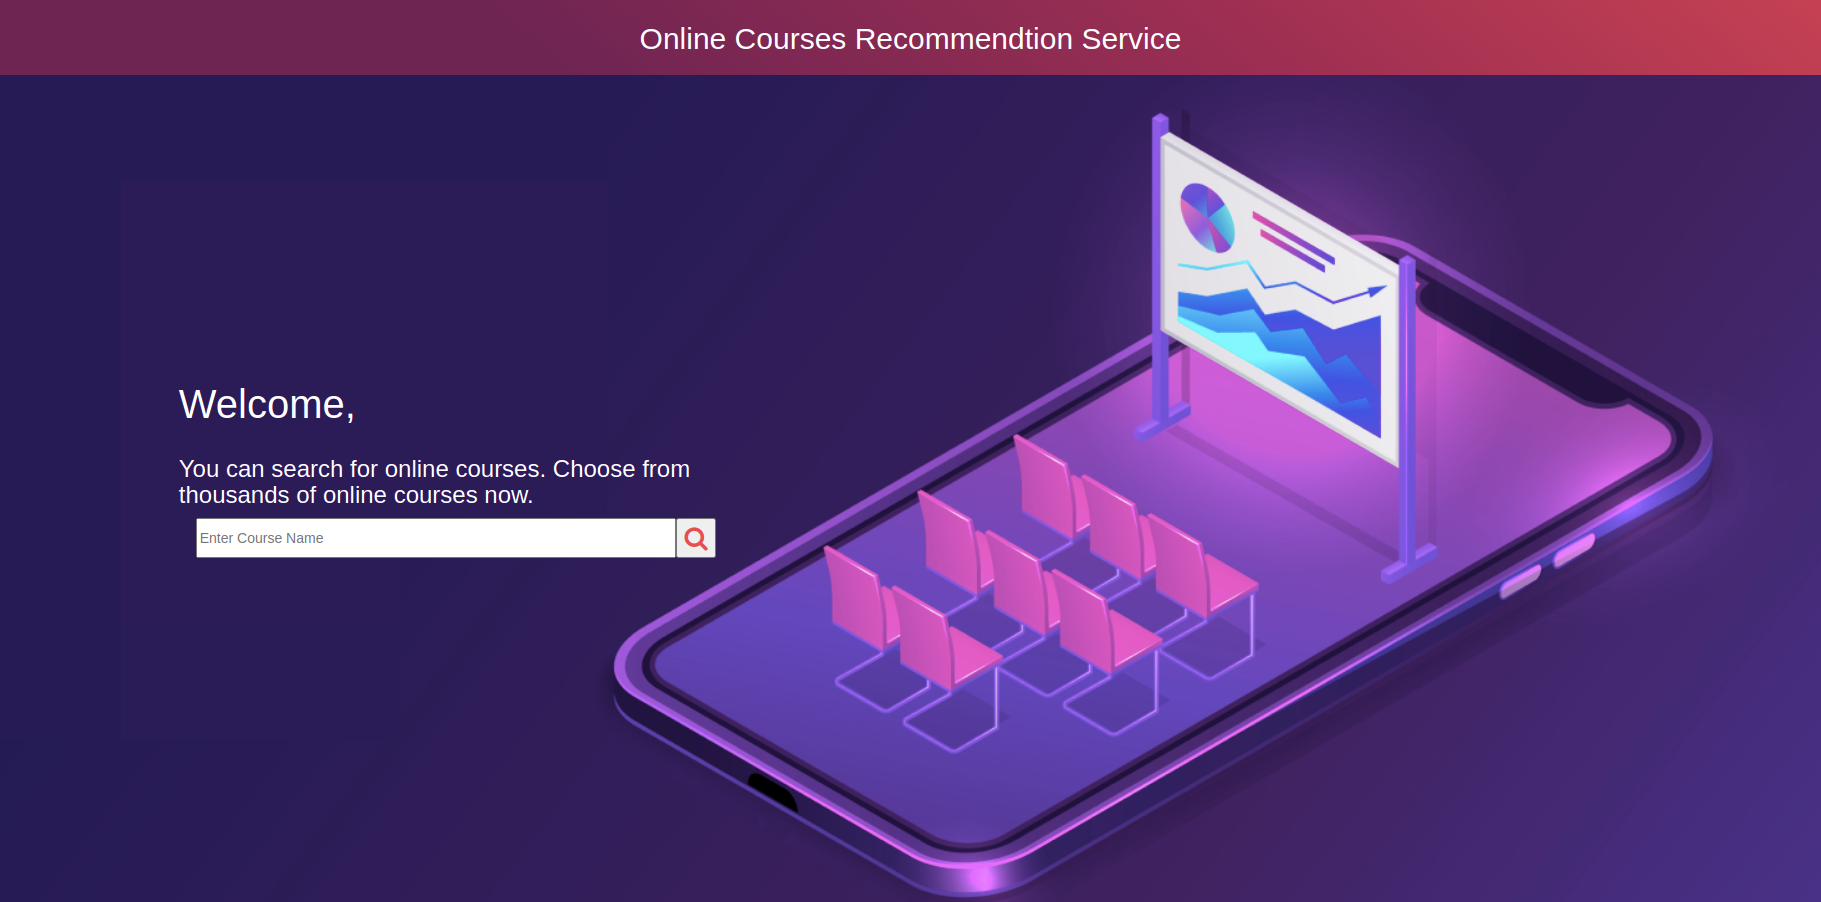 Online Courses Recommendtion Service
Welcome,
You can search for online courses. Choose from
thousands of online courses now.
Enter Course Name